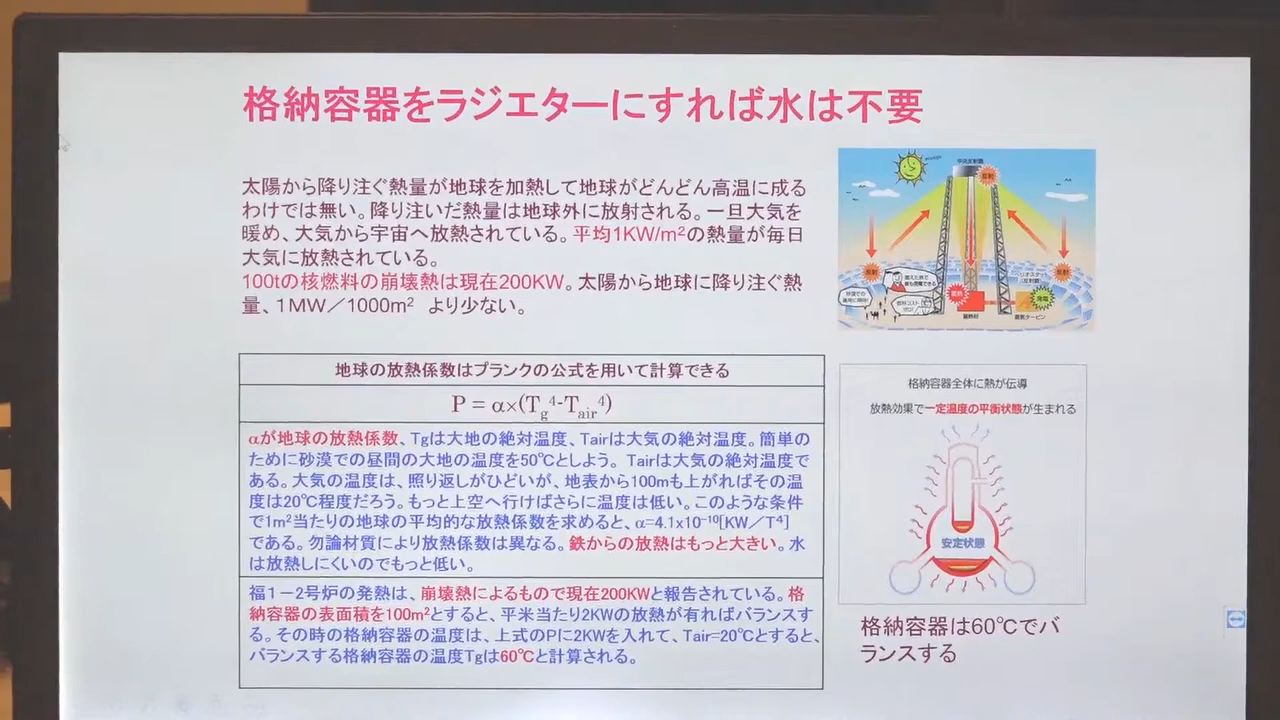 格納容器をラジエターにすれば水は不要
太陽から降り注ぐ熱量が地球を加熱して地球がどんどん高温に成る
わけでは無い。降り注いだ熱量は地球外に放射される。一旦大気を
暖め、大気から宇宙へ放熱されている。平均1KW/m²の熱量が毎日
大気に放熱されている。
100tの核燃料の崩壊熱は現在200KW。太陽から地球に降り注ぐ熱
量、1MW／1000m² より少ない。
中央反射鏡
反射
反射
反射
蓄熱
発電
蓄熱材
蒸気タービン
地球の放熱係数はプランクの公式を用いて計算できる
P = α×(Tg⁴-Tair⁴)
αが地球の放熱係数、Tgは大地の絶対温度、Tairは大気の絶対温度。簡単の
ために砂漠での昼間の大地の温度を50℃としよう。Tairは大気の絶対温度で
ある。大気の温度は、照り返しがひどいが、地表から100mも上がればその温
度は20℃程度だろう。もっと上空へ行けばさらに温度は低い。このような条件
で1m²当たりの地球の平均的な放熱係数を求めると、α=4.1x10⁻¹⁰[KW／T⁴]
である。勿論材質により放熱係数は異なる。鉄からの放熱はもっと大きい。水
は放熱しにくいのでもっと低い。
福１－２号炉の発熱は、崩壊熱によるもので現在200KWと報告されている。格
納容器の表面積を100m²とすると、平米当たり2KWの放熱が有ればバランスす
る。その時の格納容器の温度は、上式のPに2KWを入れて、Tair=20℃とすると、
バランスする格納容器の温度Tgは60℃と計算される。
格納容器全体に熱が伝導
放熱効果で一定温度の平衡状態が生まれる
安定状態
格納容器は60℃でバ
ランスする